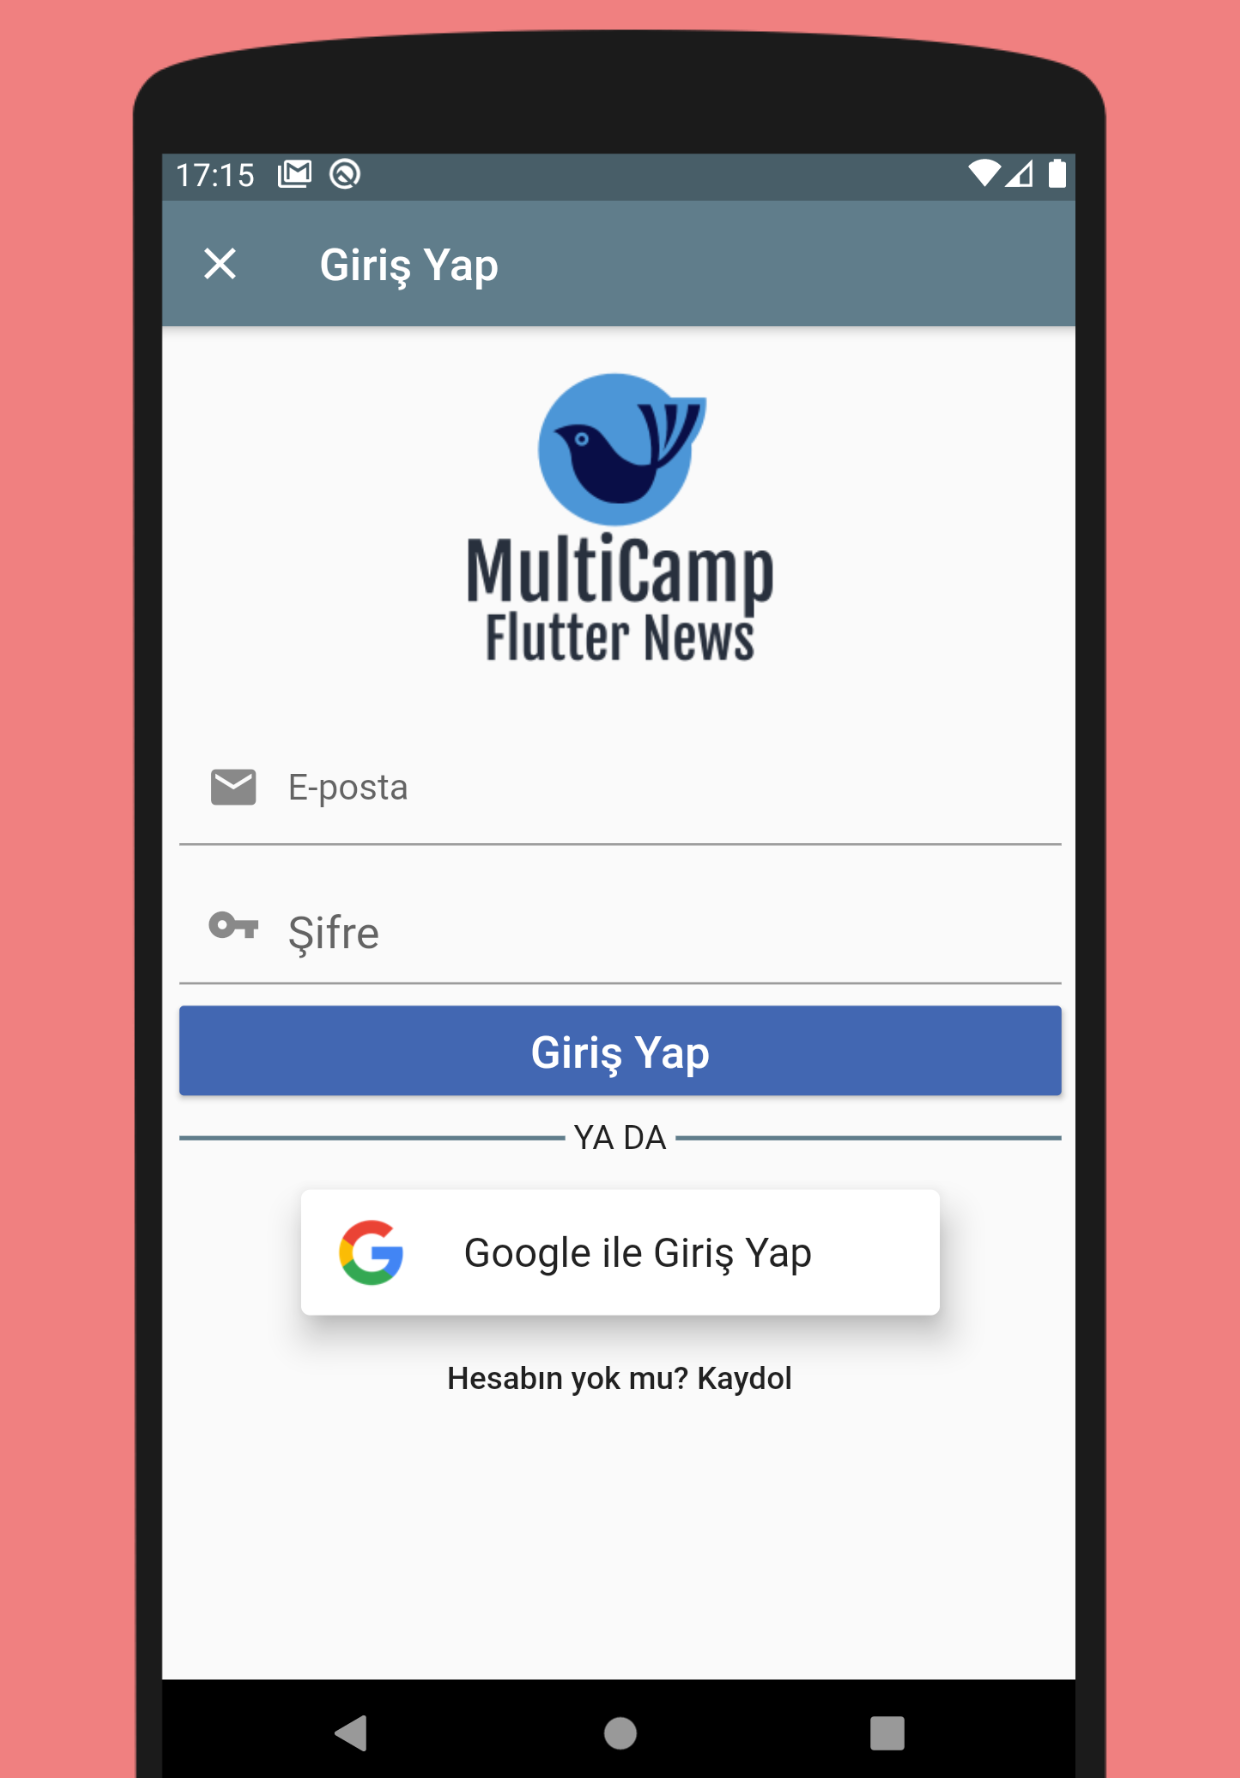 17:15
Giriş Yap
MultiCamp
Flutter News
E-posta
Şifre
Giriş Yap
YA DA
Google ile Giriş Yap
Hesabın yok mu? Kaydol